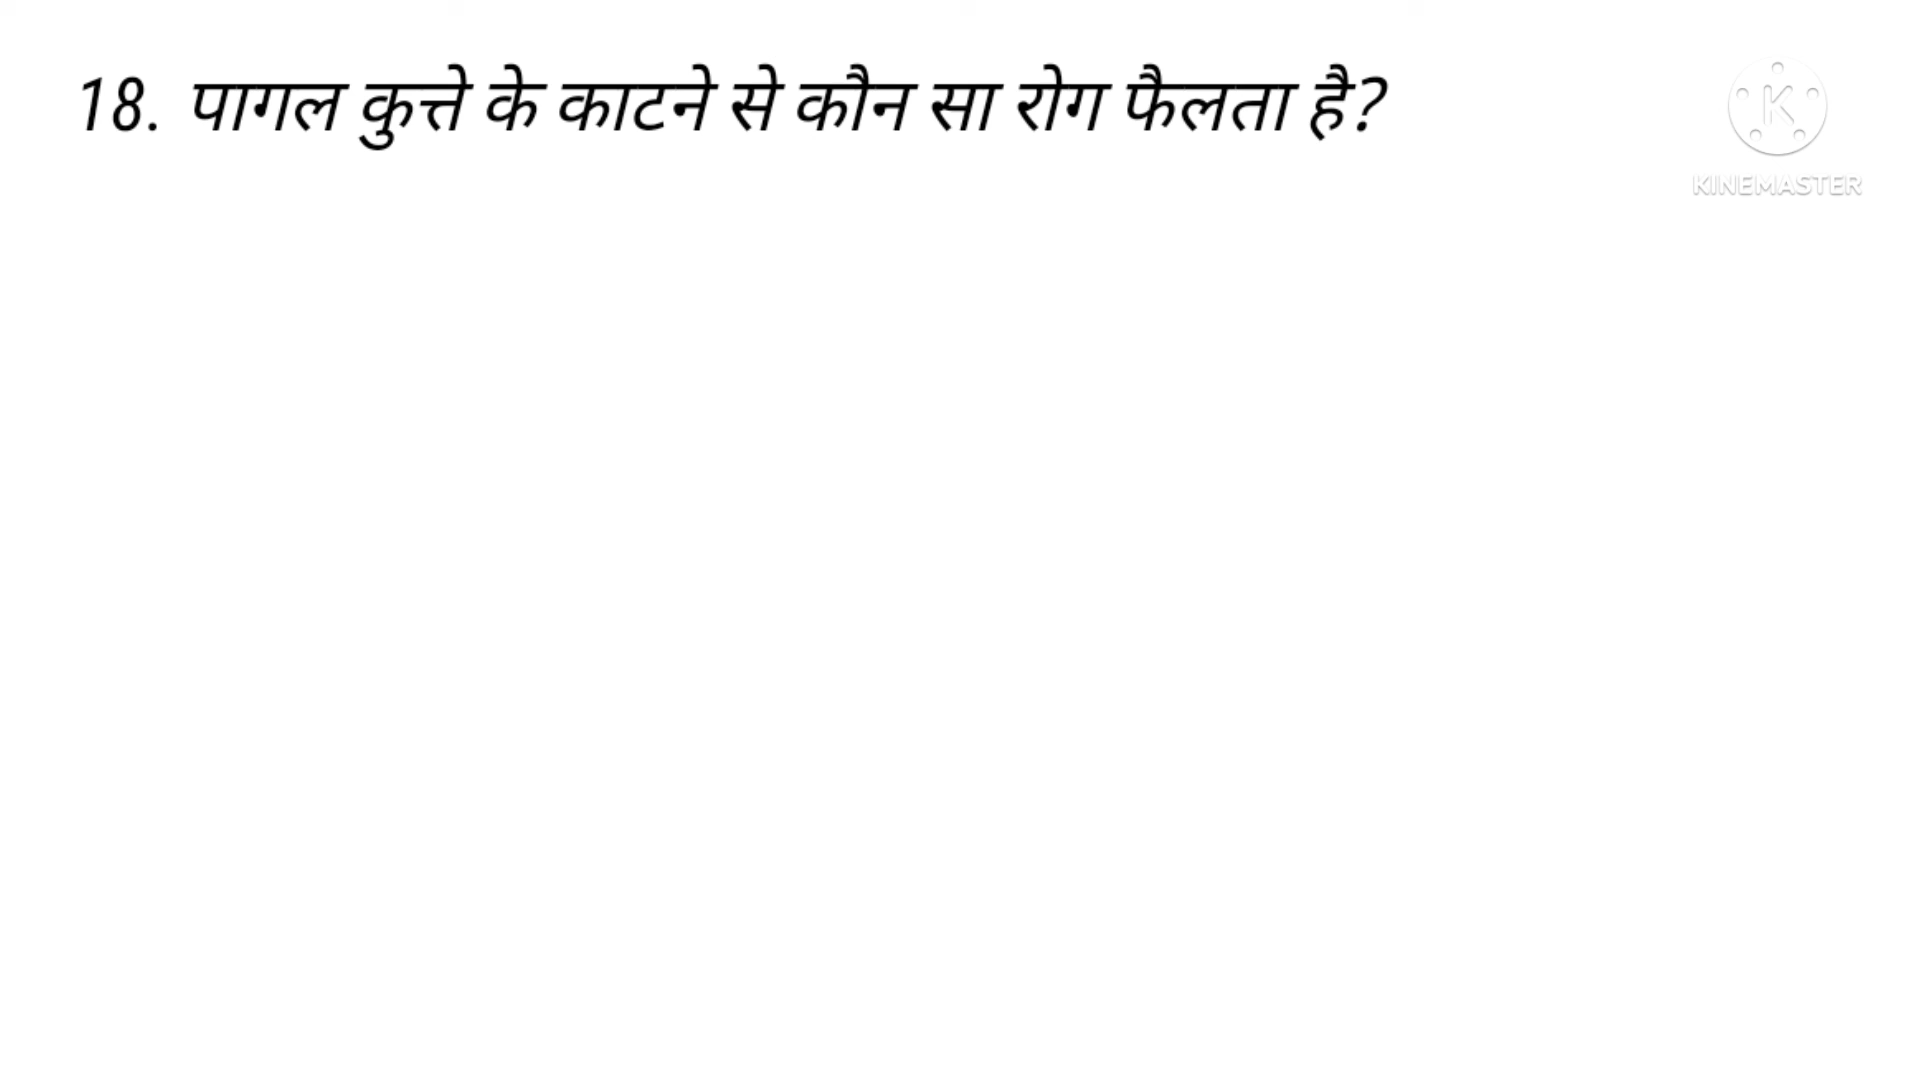 18. पागल कुत्ते के काटने से कौन सा रोग फैलता है?
KINEMASTER